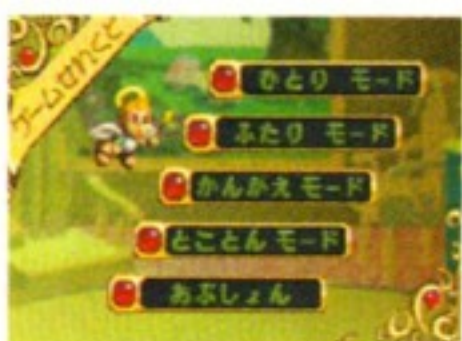 ゲームせれくと
ひとり モード
ふたり モード
かんかえ モード
とことん モード
おぷしょん